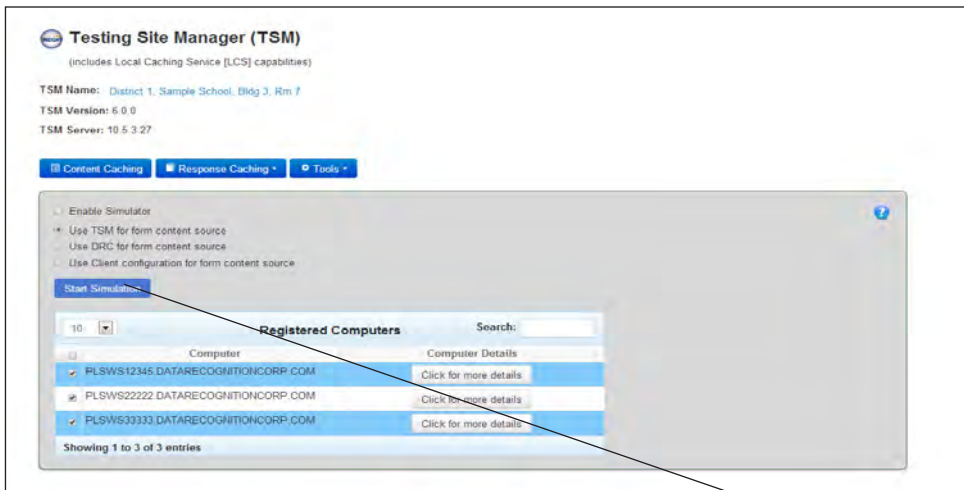 Testing Site Manager (TSM)
(includes Local Caching Service [LCS] capabilities)
TSM Name: District 1, Sample School, Bldg 3, Rm 7
TSM Version: 6.0.0
TSM Server: 10.5.3.27
Content Caching Response Caching Tools
Enable Simulator
Use TSM for form content source
Use DRC for form content source
Use Client configuration for form content source
Start Simulation
10 Registered Computers Search:
Computer Computer Details
PLSWS12345.DATARECOGNITIONCORP.COM Click for more details
PLSWS22222.DATARECOGNITIONCORP.COM Click for more details
PLSWS33333.DATARECOGNITIONCORP.COM Click for more details
Showing 1 to 3 of 3 entries